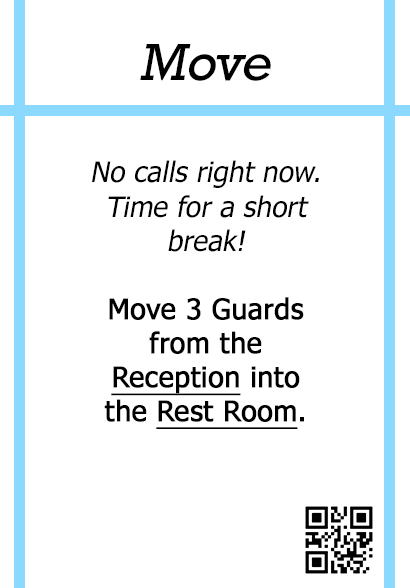 Move
No calls right now.
Time for a short
break!
Move 3 Guards
from the
Reception into
the Rest Room.